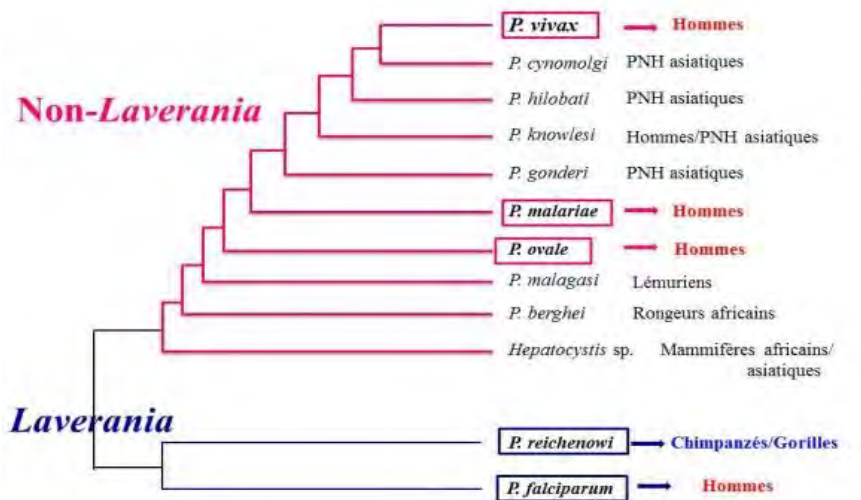 P. vivax Hommes
P. cynomolgi PNH asiatiques
Non-Laverania
P. hilobati PNH asiatiques
P. knowlesi Hommes/PNH asiatiques
P. gonderi PNH asiatiques
P. malariae Hommes
P. ovale Hommes
P. malagasi Lémuriens
P. berghei Rongeurs africains
Hepatocystis sp. Mammifères africains/
asiatiques
Laverania
P. reichenowi Chimpanzés/Gorilles
P. falciparum Hommes